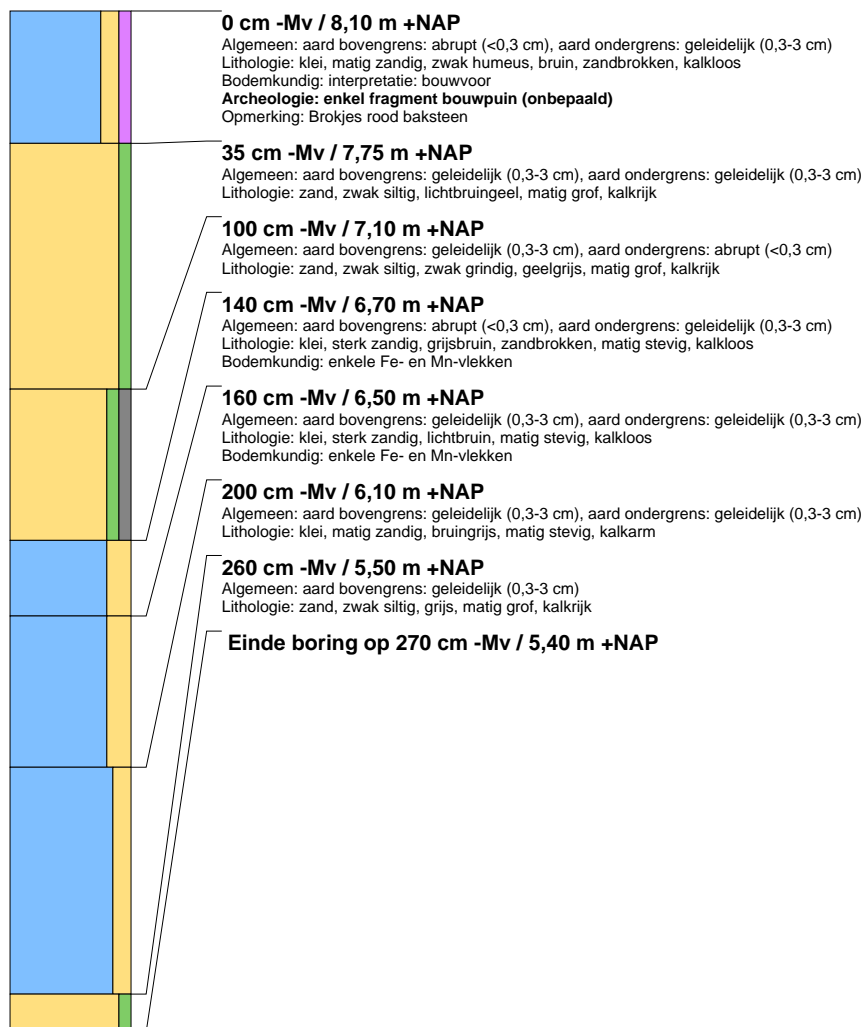 0 cm -Mv / 8,10 m +NAP
Algemeen: aard bovengrens: abrupt (<0,3 cm), aard ondergrens: geleidelijk (0,3-3 cm)
Lithologie: klei, matig zandig, zwak humeus, bruin, zandbrokken, kalkloos
Bodemkundig: interpretatie: bouwvoor
Archeologie: enkel fragment bouwpuin (onbepaald)
Opmerking: Brokjes rood baksteen
35 cm -Mv / 7,75 m +NAP
Algemeen: aard bovengrens: geleidelijk (0,3-3 cm), aard ondergrens: geleidelijk (0,3-3 cm)
Lithologie: zand, zwak siltig, lichtbruingeel, matig grof, kalkrijk
100 cm -Mv / 7,10 m +NAP
Algemeen: aard bovengrens: geleidelijk (0,3-3 cm), aard ondergrens: abrupt (<0,3 cm)
Lithologie: zand, zwak siltig, zwak grindig, geelgrijs, matig grof, kalkrijk
140 cm -Mv / 6,70 m +NAP
Algemeen: aard bovengrens: abrupt (<0,3 cm), aard ondergrens: geleidelijk (0,3-3 cm)
Lithologie: klei, sterk zandig, grijsbruin, zandbrokken, matig stevig, kalkloos
Bodemkundig: enkele Fe- en Mn-vlekken
160 cm -Mv / 6,50 m +NAP
Algemeen: aard bovengrens: geleidelijk (0,3-3 cm), aard ondergrens: geleidelijk (0,3-3 cm)
Lithologie: klei, sterk zandig, lichtbruin, matig stevig, kalkloos
Bodemkundig: enkele Fe- en Mn-vlekken
200 cm -Mv / 6,10 m +NAP
Algemeen: aard bovengrens: geleidelijk (0,3-3 cm), aard ondergrens: geleidelijk (0,3-3 cm)
Lithologie: klei, matig zandig, bruingrijs, matig stevig, kalkarm
260 cm -Mv / 5,50 m +NAP
Algemeen: aard bovengrens: geleidelijk (0,3-3 cm)
Lithologie: zand, zwak siltig, grijs, matig grof, kalkrijk
Einde boring op 270 cm -Mv / 5,40 m +NAP